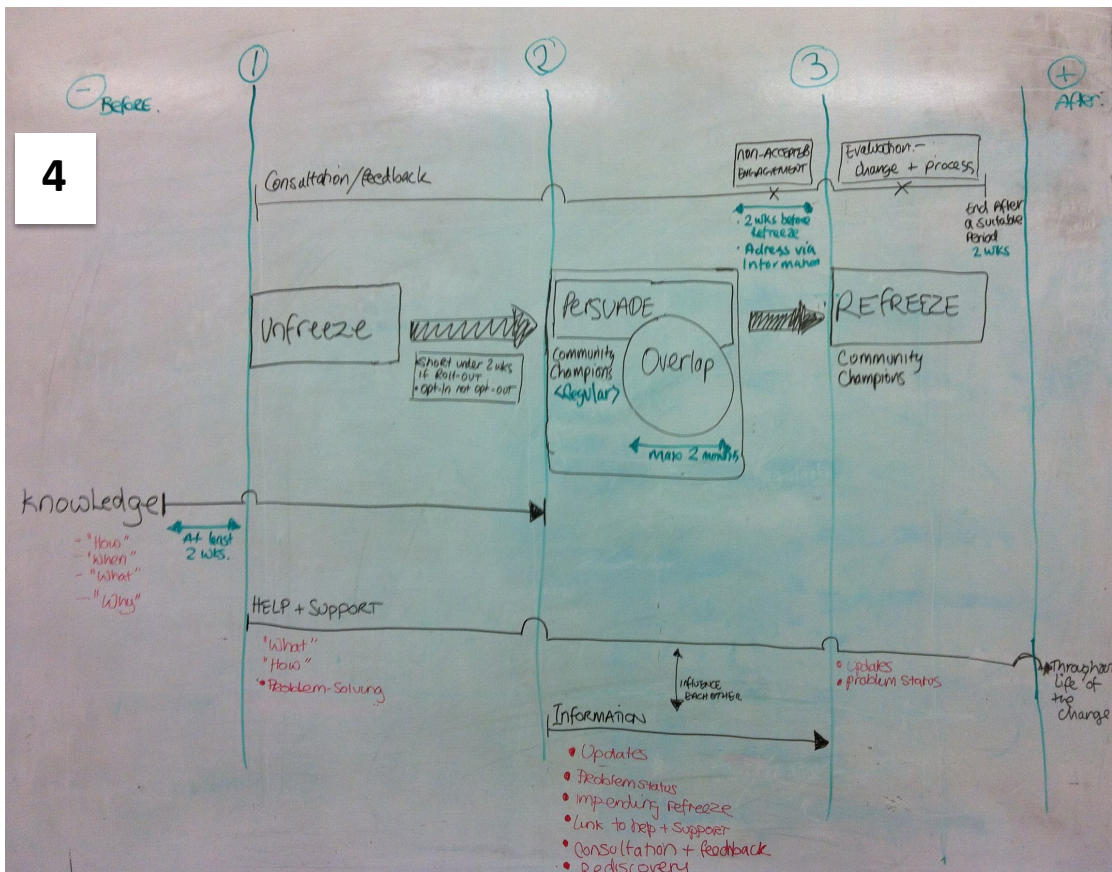 1
2
3
-
Before.
+
After:
4
Consultation/feedback
NON-ACCEPTED
ENGAGEMENT
Evaluation-
change + process
• 2 wks before
refreeze
• Adress via
Information
End After
a suitable
Period
2 wks
unfreeze
• Short under 2 wks
if Roll-out
• opt-in not opt-out
PERSUADE
Community
Champions
<Regular>
Overlap
max 2 months
REFREEZE
Community
Champions
Knowledge
At least
2 wks.
- "How"
- "When"
- "What"
- "Why"
HELP + SUPPORT
"What"
"How"
• Problem-Solving
INFLUENCE
EACH OTHER
• updates
• problem status
Throughout
life of
the
change
INFORMATION
• Updates
• Problem status
• Impending refreeze
• Link to help + support
• Consultation + feedback
• Rediscovery